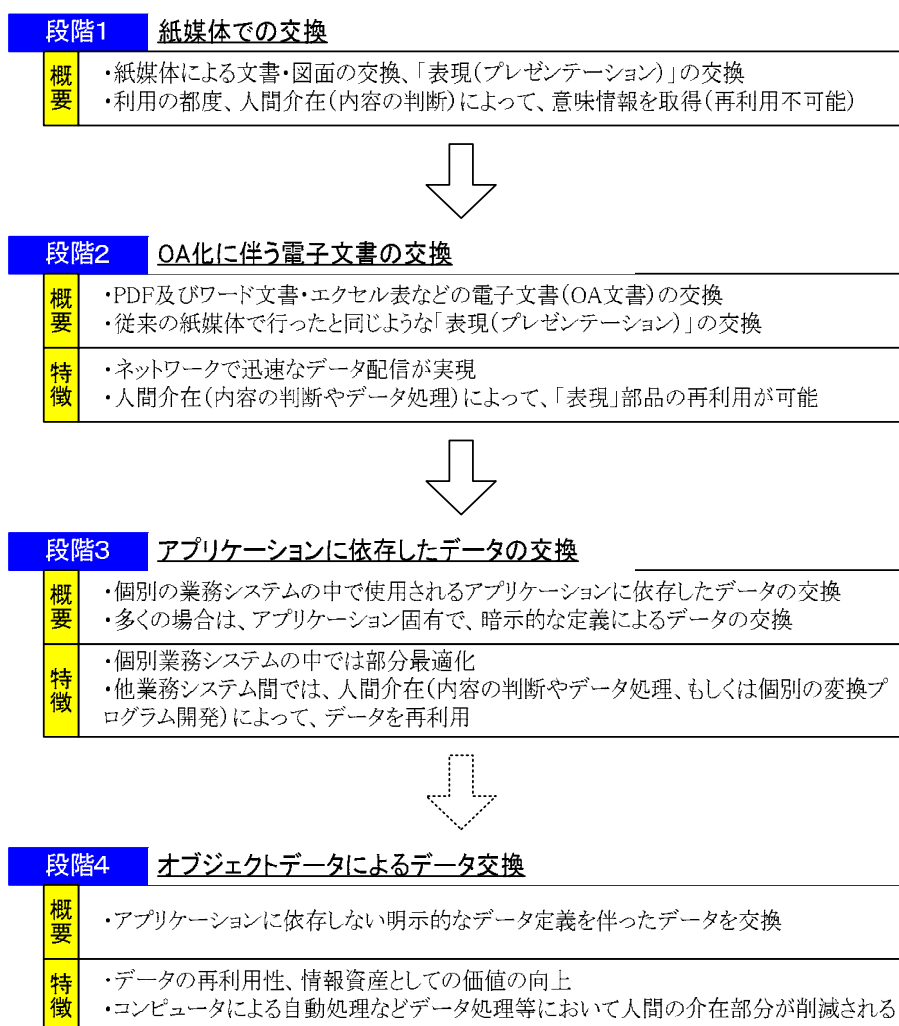 段階1 紙媒体での交換
概要
・紙媒体による文書・図面の交換、「表現(プレゼンテーション)」の交換
・利用の都度、人間介在(内容の判断)によって、意味情報を取得(再利用不可能)
段階2 OA化に伴う電子文書の交換
概要
・PDF及びワード文書・エクセル表などの電子文書(OA文書)の交換
・従来の紙媒体で行ったと同じような「表現(プレゼンテーション)」の交換
特徴
・ネットワークで迅速なデータ配信が実現
・人間介在(内容の判断やデータ処理)によって、「表現」部品の再利用が可能
段階3 アプリケーションに依存したデータの交換
概要
・個別の業務システムの中で使用されるアプリケーションに依存したデータの交換
・多くの場合は、アプリケーション固有で、暗示的な定義によるデータの交換
特徴
・個別業務システムの中では部分最適化
・他業務システム間では、人間介在(内容の判断やデータ処理、もしくは個別の変換プ
ログラム開発)によって、データを再利用
段階4 オブジェクトデータによるデータ交換
概要
・アプリケーションに依存しない明示的なデータ定義を伴ったデータを交換
特徴
・データの再利用性、情報資産としての価値の向上
・コンピュータによる自動処理などデータ処理等において人間の介在部分が削減される